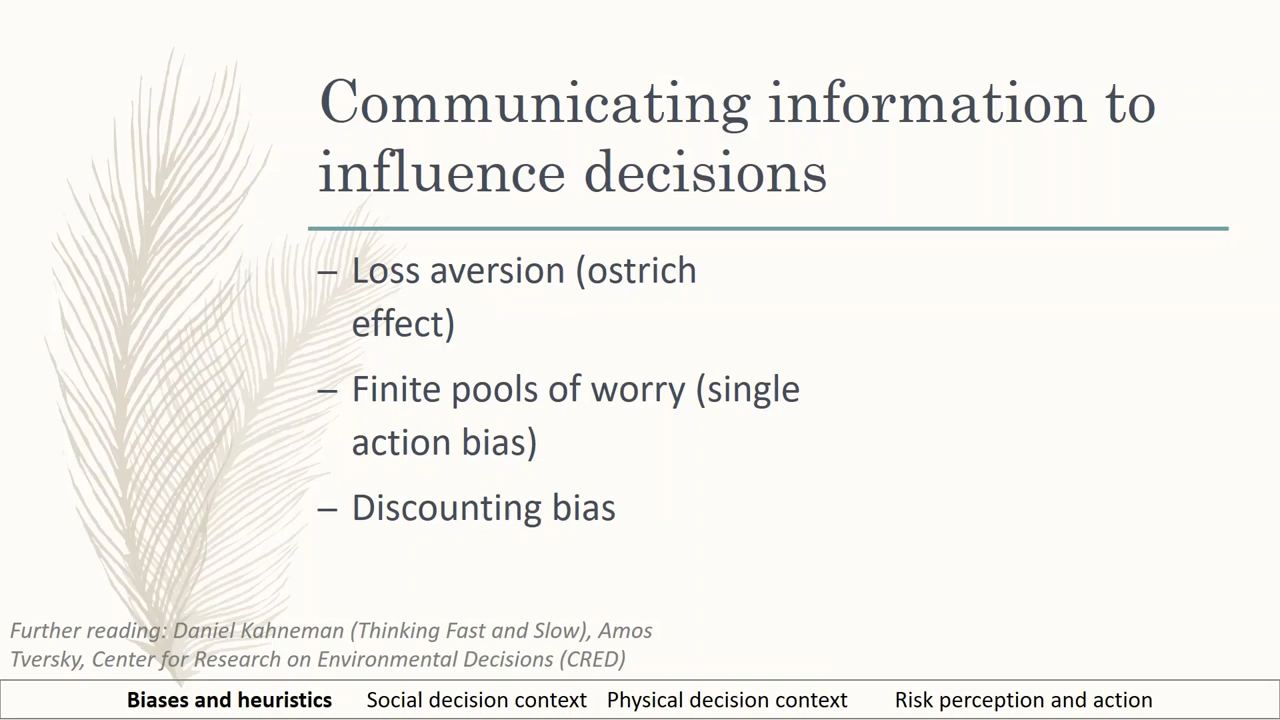 Communicating information to
influence decisions
– Loss aversion (ostrich
effect)
– Finite pools of worry (single
action bias)
– Discounting bias
Further reading: Daniel Kahneman (Thinking Fast and Slow), Amos
Tversky, Center for Research on Environmental Decisions (CRED)
Biases and heuristics Social decision context Physical decision context Risk perception and action